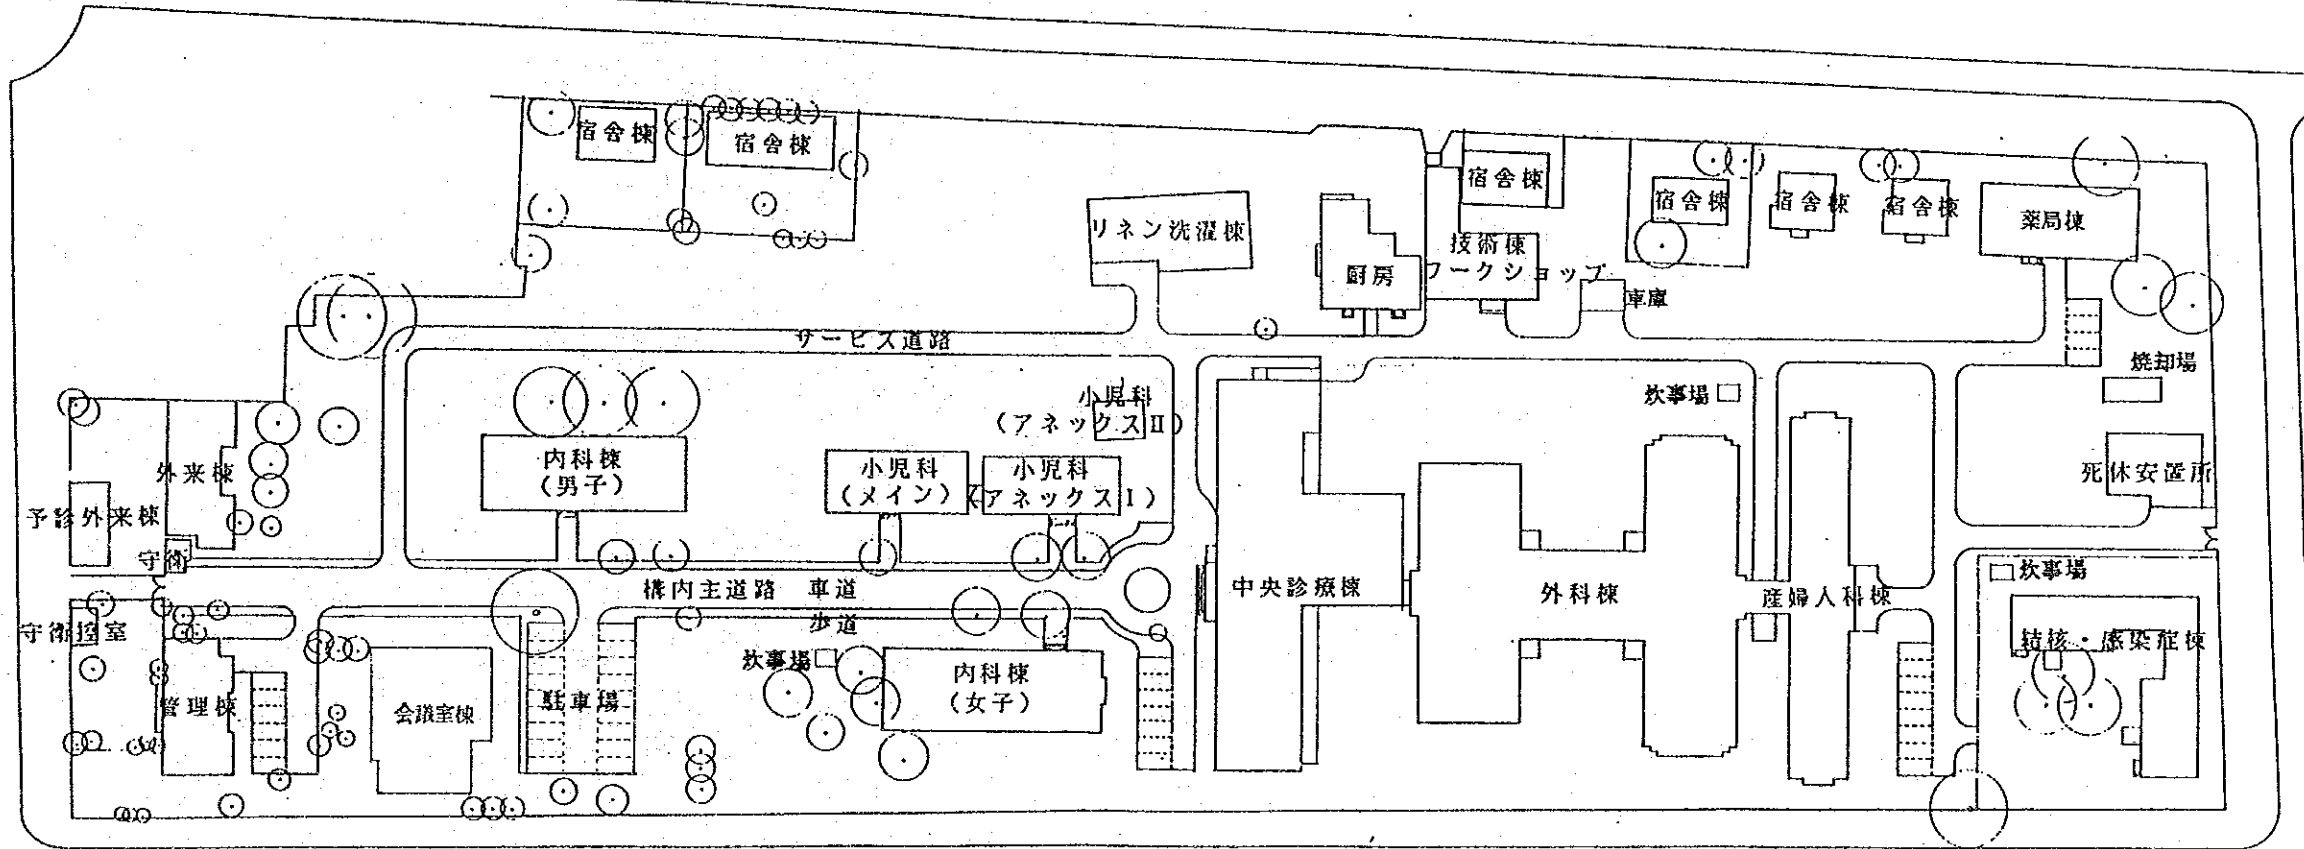 宿舎棟
宿舎棟
宿舎棟
宿舎棟
宿舎棟
宿舎棟
薬局棟
リネン洗濯棟
厨房
技術棟
ワークショップ
車庫
サービス道路
焼却場
炊事場
小児科
(アネックスⅡ)
内科棟
(男子)
小児科
(メイン)
小児科
(アネックスⅠ)
外来棟
死体安置所
予診外来棟
守衛
構内主道路 車道
歩道
中央診療棟
外科棟
産婦人科棟
炊事場
守衛控室
結核・感染症棟
炊事場
内科棟
(女子)
管理棟
会議室棟
駐車場